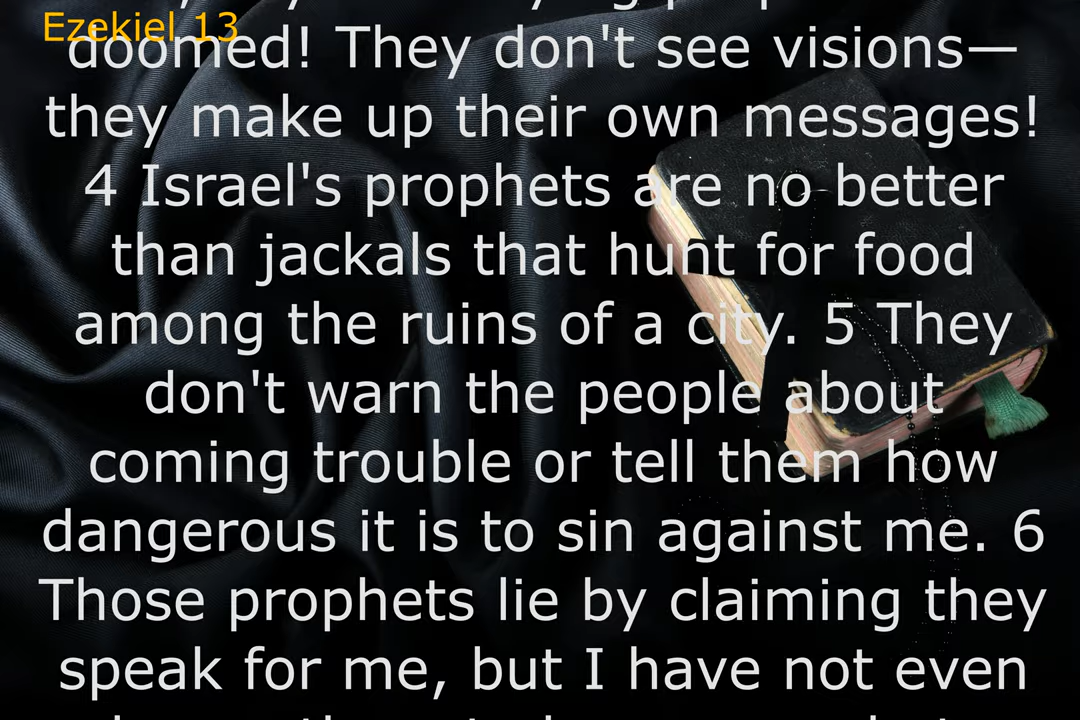 Ezekiel 13
doomed! They don't see visions—
they make up their own messages!
4 Israel's prophets are no better
than jackals that hunt for food
among the ruins of a city. 5 They
don't warn the people about
coming trouble or tell them how
dangerous it is to sin against me. 6
Those prophets lie by claiming they
speak for me, but I have not even